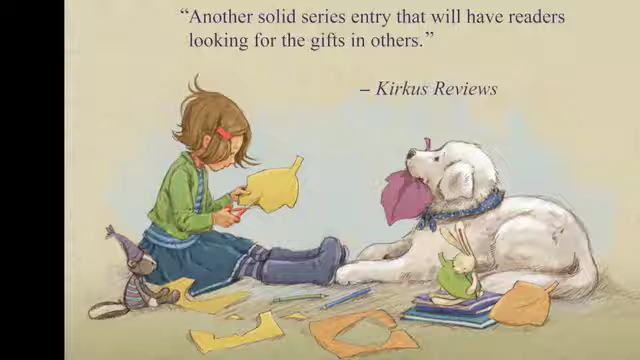 “Another solid series entry that will have readers
looking for the gifts in others.”
– Kirkus Reviews